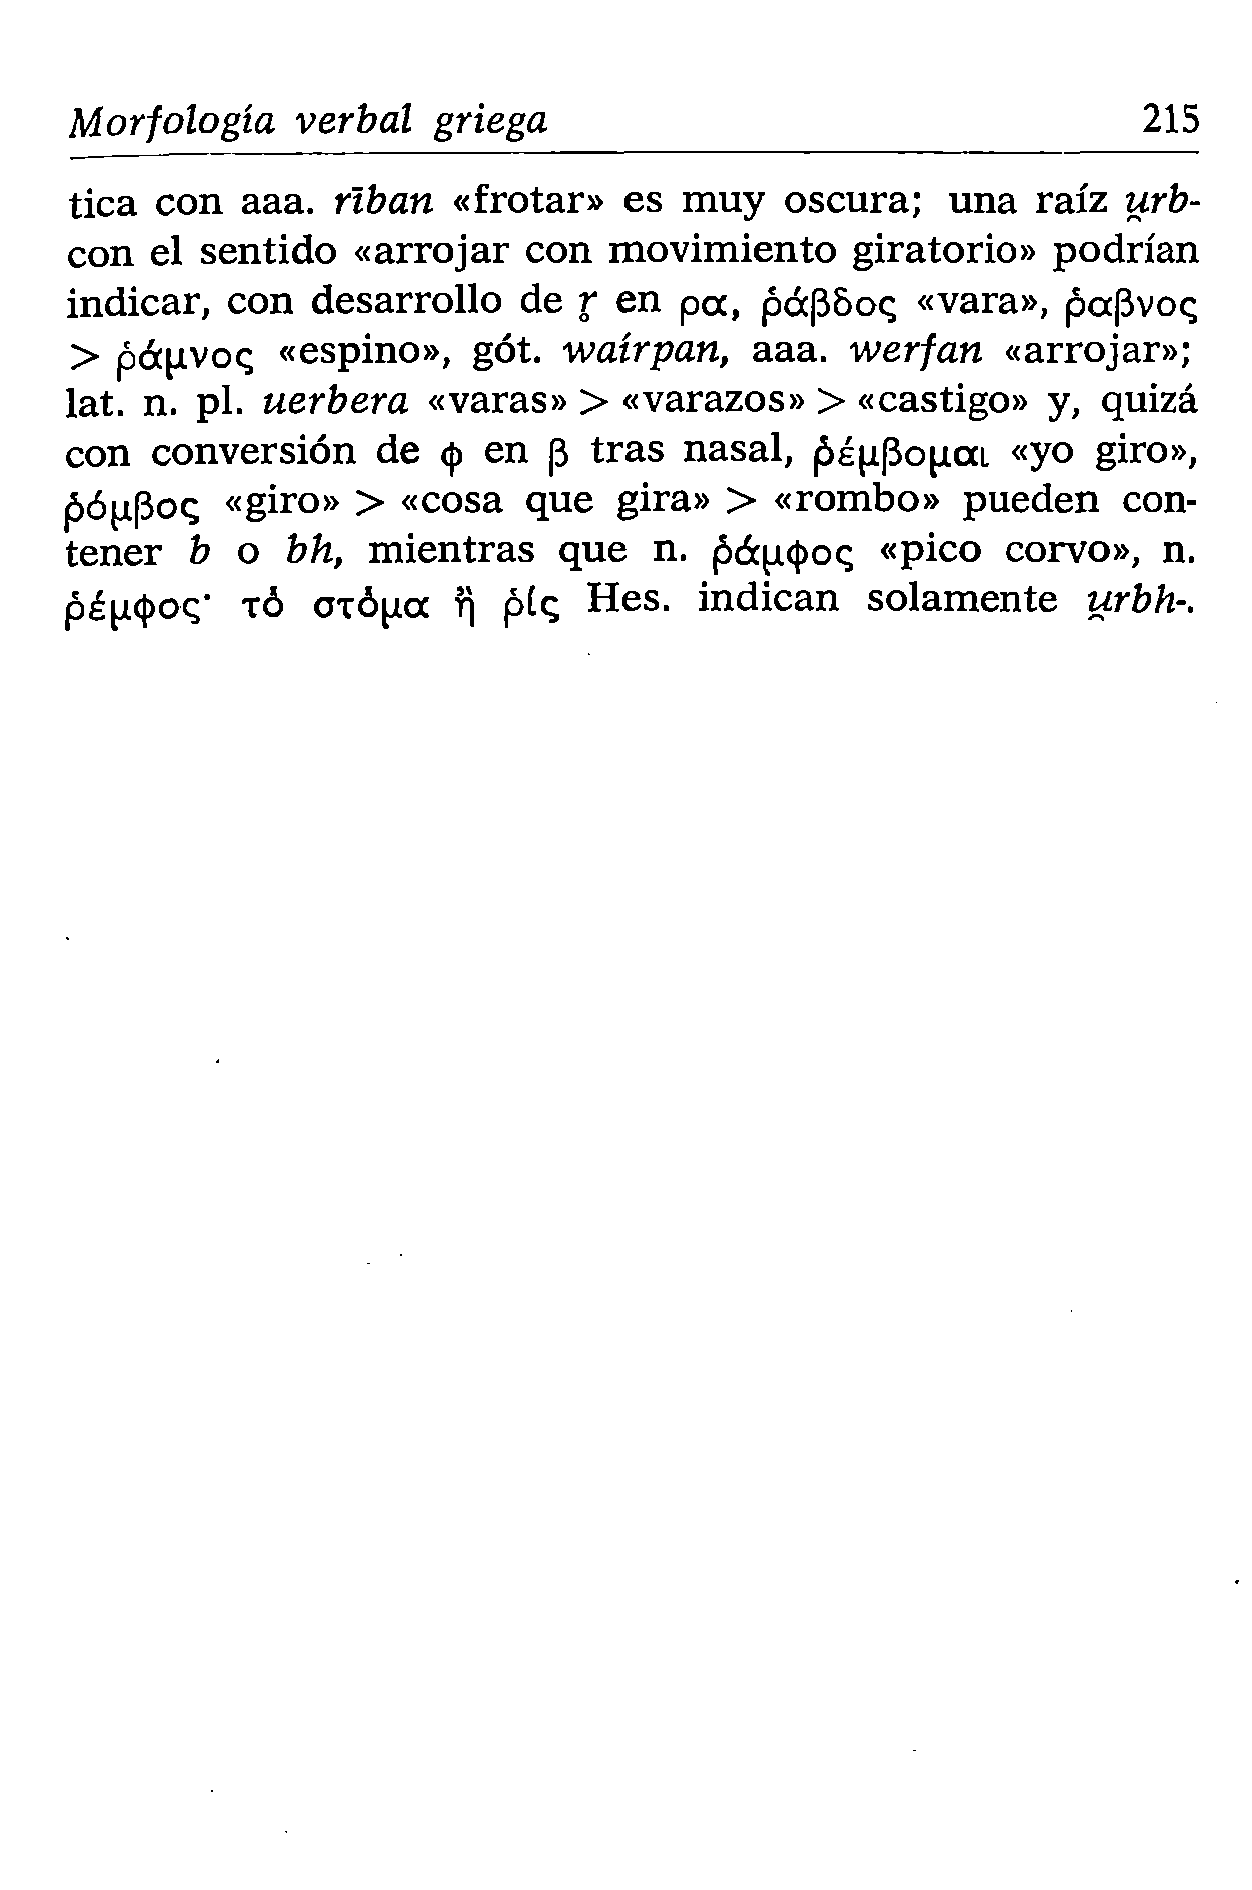 Morfología verbal griega 215
tica con aaa. rīban «frotar» es muy oscura; una raíz u̯rb-
con el sentido «arrojar con movimiento giratorio» podrían
indicar, con desarrollo de r̥ en ρα, ῥάβδος «vara», ῥαβνος
> ῥάμνος «espino», gót. waírpan, aaa. werfan «arrojar»;
lat. n. pl. uerbera «varas» > «varazos» > «castigo» y, quizá
con conversión de φ en β tras nasal, ῥέμβομαι «yo giro»,
ῥόμβος «giro» > «cosa que gira» > «rombo» pueden con-
tener b o bh, mientras que n. ῥάμφος «pico corvo», n.
ῥέμφος· τὸ στόμα ἢ ῥίς Hes. indican solamente u̯rbh-.